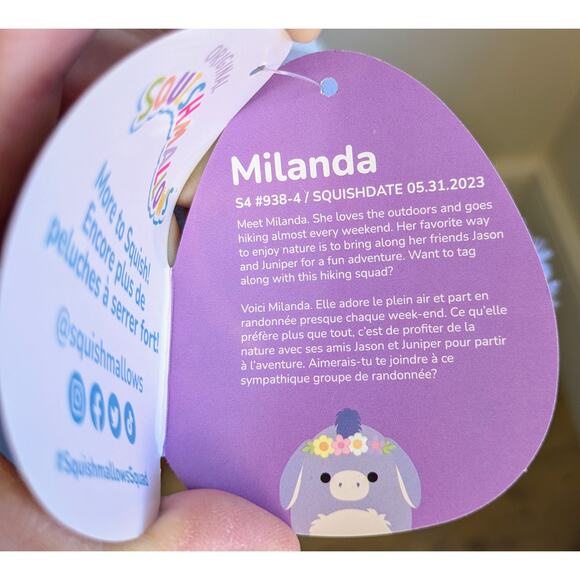 ORIGINAL
SQUISHMALLOWS
More to Squish!
Encore plus de
peluches à serrer fort!
@squishmallows
#SquishmallowsSquad
Milanda
S4 #938-4 / SQUISHDATE 05.31.2023
Meet Milanda. She loves the outdoors and goes
hiking almost every weekend. Her favorite way
to enjoy nature is to bring along her friends Jason
and Juniper for a fun adventure. Want to tag
along with this hiking squad?
Voici Milanda. Elle adore le plein air et part en
randonnée presque chaque week-end. Ce qu'elle
préfère plus que tout, c'est de profiter de la
nature avec ses amis Jason et Juniper pour partir
à l'aventure. Aimerais-tu te joindre à ce
sympathique groupe de randonnée?